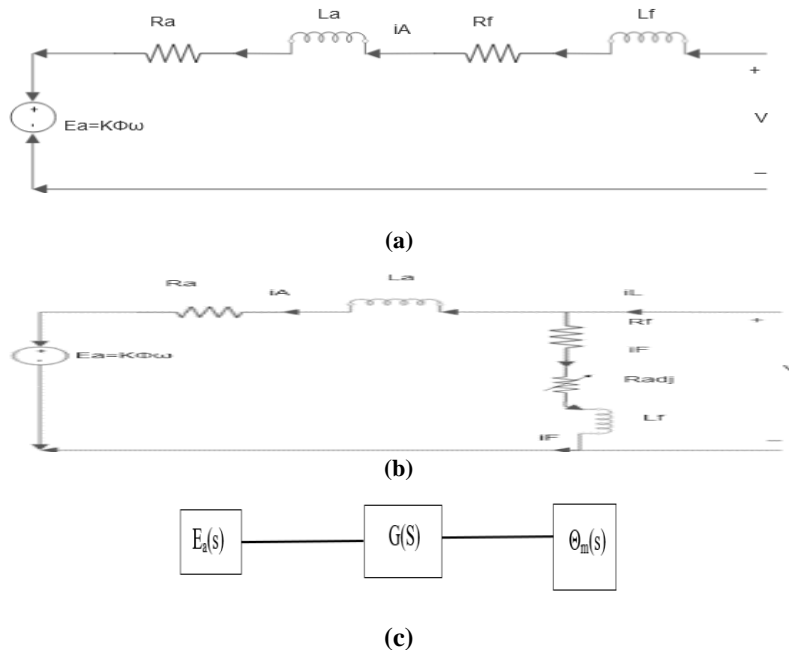 Ra
La
iA
Rf
Lf
+
Ea=KΦω
+
-
V
−
(a)
Ra
iA
La
iL
Rf
+
iF
+
-
Ea=KΦω
Radj
Lf
iF
−
(b)
Ea(s)
G(S)
Θm(s)
(c)